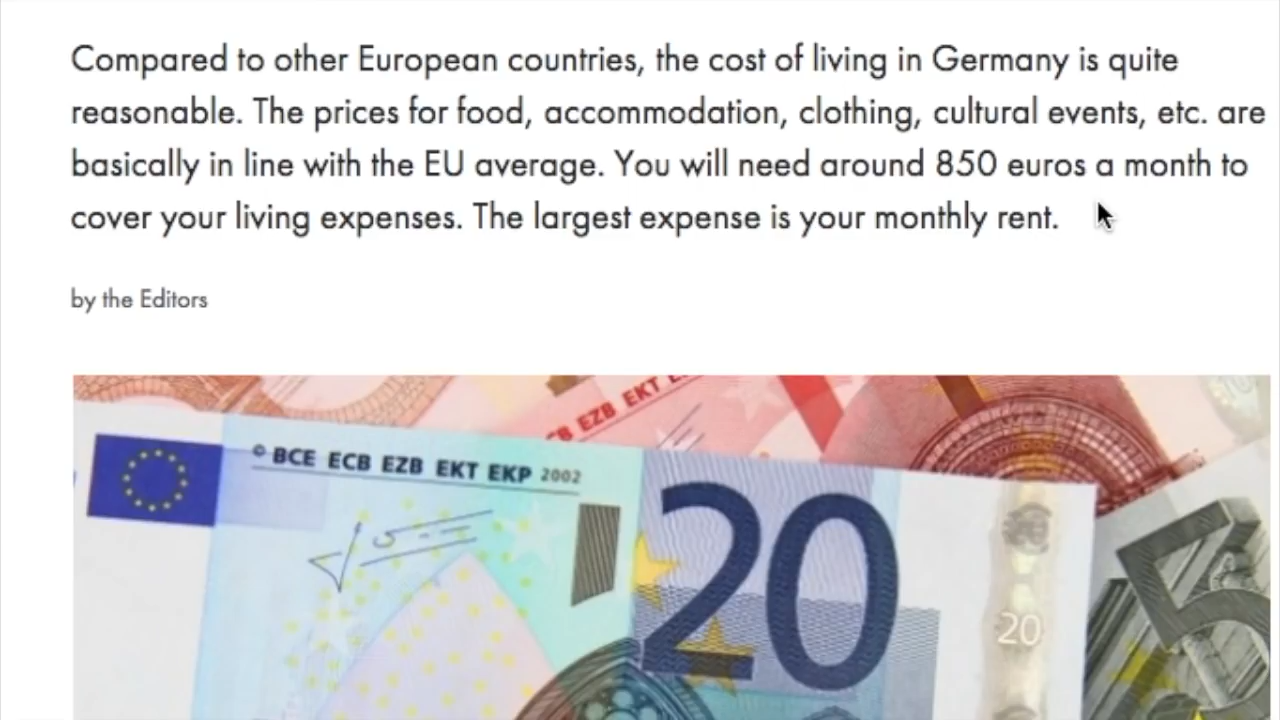 Compared to other European countries, the cost of living in Germany is quite
reasonable. The prices for food, accommodation, clothing, cultural events, etc. are
basically in line with the EU average. You will need around 850 euros a month to
cover your living expenses. The largest expense is your monthly rent.
by the Editors
EZB EKT
© BCE ECB EZB EKT EKP 2002
20
20
5